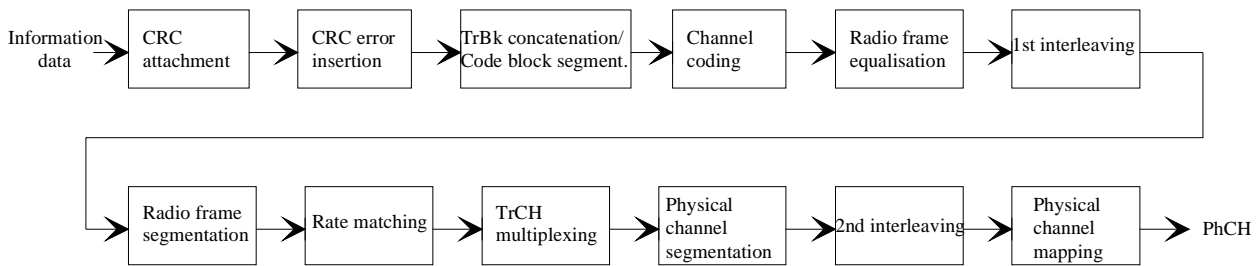 Information
data
CRC
attachment
CRC error
insertion
TrBk concatenation/
Code block segment.
Channel
coding
Radio frame
equalisation
1st interleaving
Radio frame
segmentation
Rate matching
TrCH
multiplexing
Physical
channel
segmentation
2nd interleaving
Physical
channel
mapping
PhCH